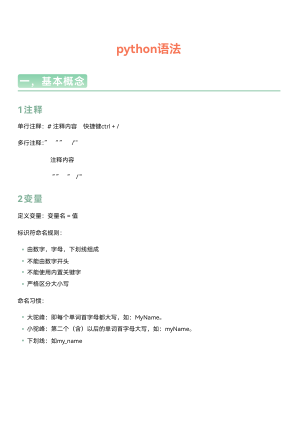 python语法
一，基本概念
1注释
单行注释：# 注释内容 快捷键ctrl + /
多行注释：” “” /‘’
注释内容
“” “ /‘’
2变量
定义变量：变量名 = 值
标识符命名规则：
由数字，字母，下划线组成
不能由数字开头
不能使用内置关键字
严格区分大小写
命名习惯：
大驼峰：即每个单词首字母都大写，如：MyName。
小驼峰：第二个（含）以后的单词首字母大写，如：myName。
下划线：如my_name